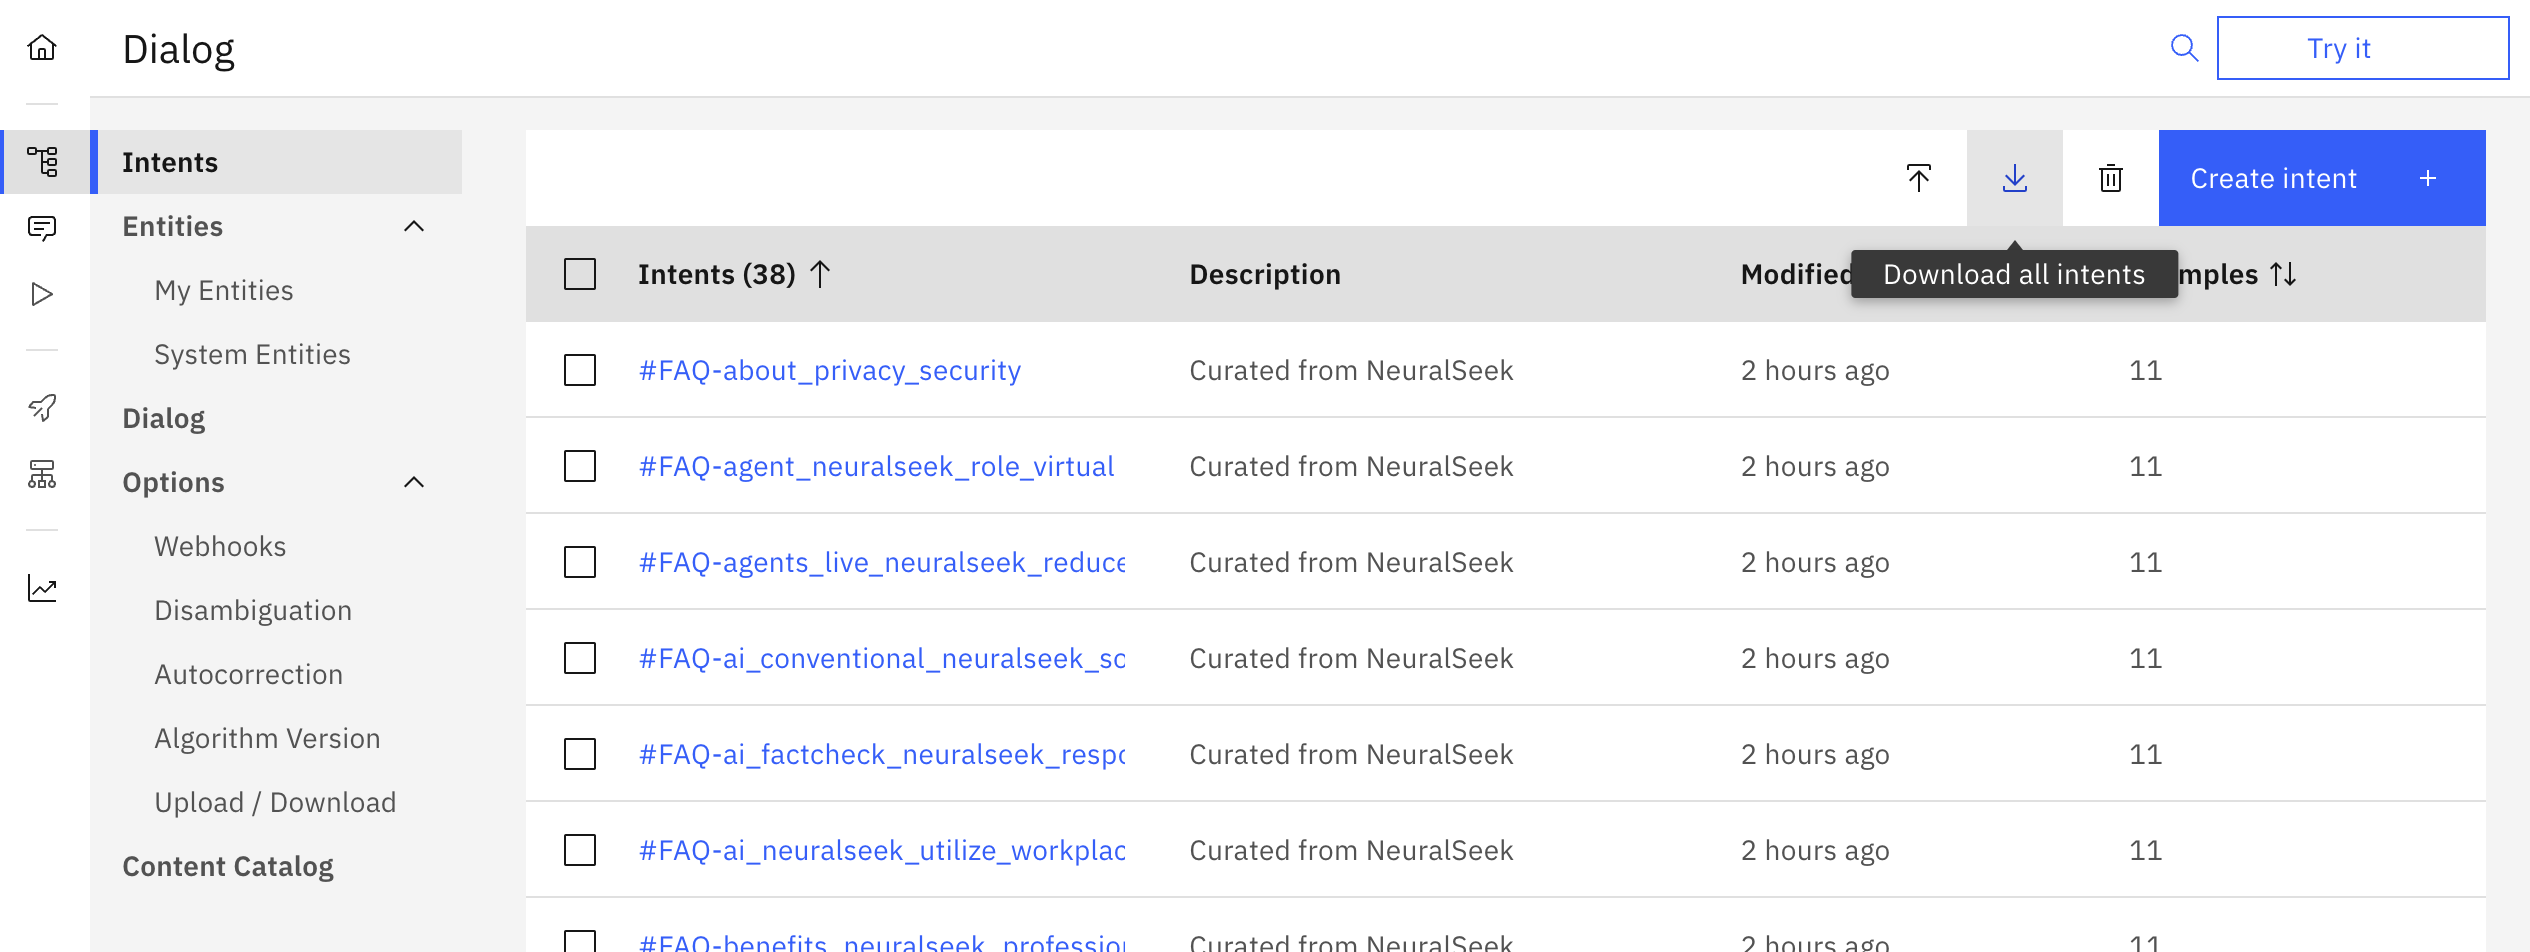 Dialog
Try it
Intents
Entities
My Entities
System Entities
Dialog
Options
Webhooks
Disambiguation
Autocorrection
Algorithm Version
Upload / Download
Content Catalog
Create intent +
Download all intents
Intents (38) Description Modified mples
#FAQ-about_privacy_security Curated from NeuralSeek 2 hours ago 11
#FAQ-agent_neuralseek_role_virtual Curated from NeuralSeek 2 hours ago 11
#FAQ-agents_live_neuralseek_reduce Curated from NeuralSeek 2 hours ago 11
#FAQ-ai_conventional_neuralseek_so Curated from NeuralSeek 2 hours ago 11
#FAQ-ai_factcheck_neuralseek_respo Curated from NeuralSeek 2 hours ago 11
#FAQ-ai_neuralseek_utilize_workplac Curated from NeuralSeek 2 hours ago 11
#FAQ-benefits_neuralseek_profession Curated from NeuralSeek 2 hours ago 11